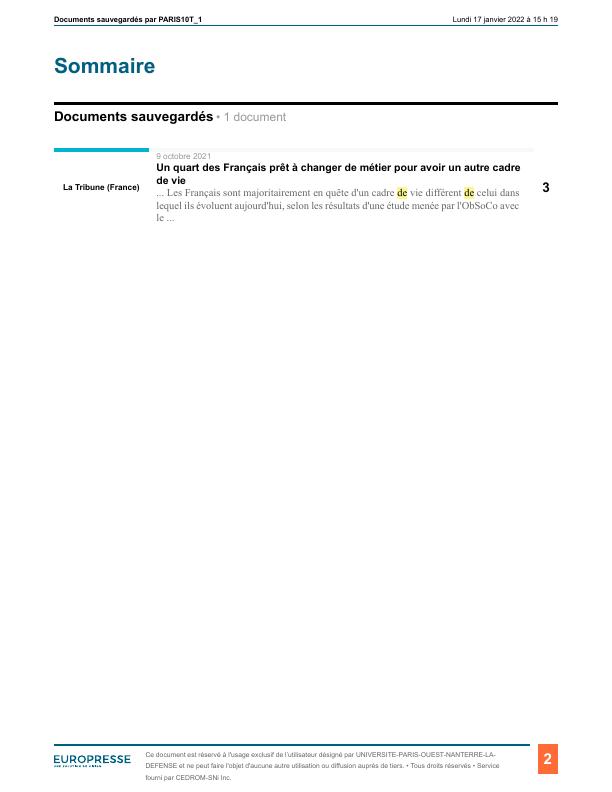 Documents sauvegardés par PARIS10T_1
Lundi 17 janvier 2022 à 15 h 19
Sommaire
Documents sauvegardés • 1 document
9 octobre 2021
La Tribune (France)
Un quart des Français prêt à changer de métier pour avoir un autre cadre
de vie
... Les Français sont majoritairement en quête d'un cadre de vie différent de celui dans
lequel ils évoluent aujourd'hui, selon les résultats d'une étude menée par l'ObSoCo avec
le ...
3
EUROPRESSE
Ce document est réservé à l'usage exclusif de l'utilisateur désigné par UNIVERSITE-PARIS-OUEST-NANTERRE-LA-
DEFENSE et ne peut faire l'objet d'aucune autre utilisation ou diffusion auprès de tiers. • Tous droits réservés • Service
fourni par CEDROM-SNi Inc.
2